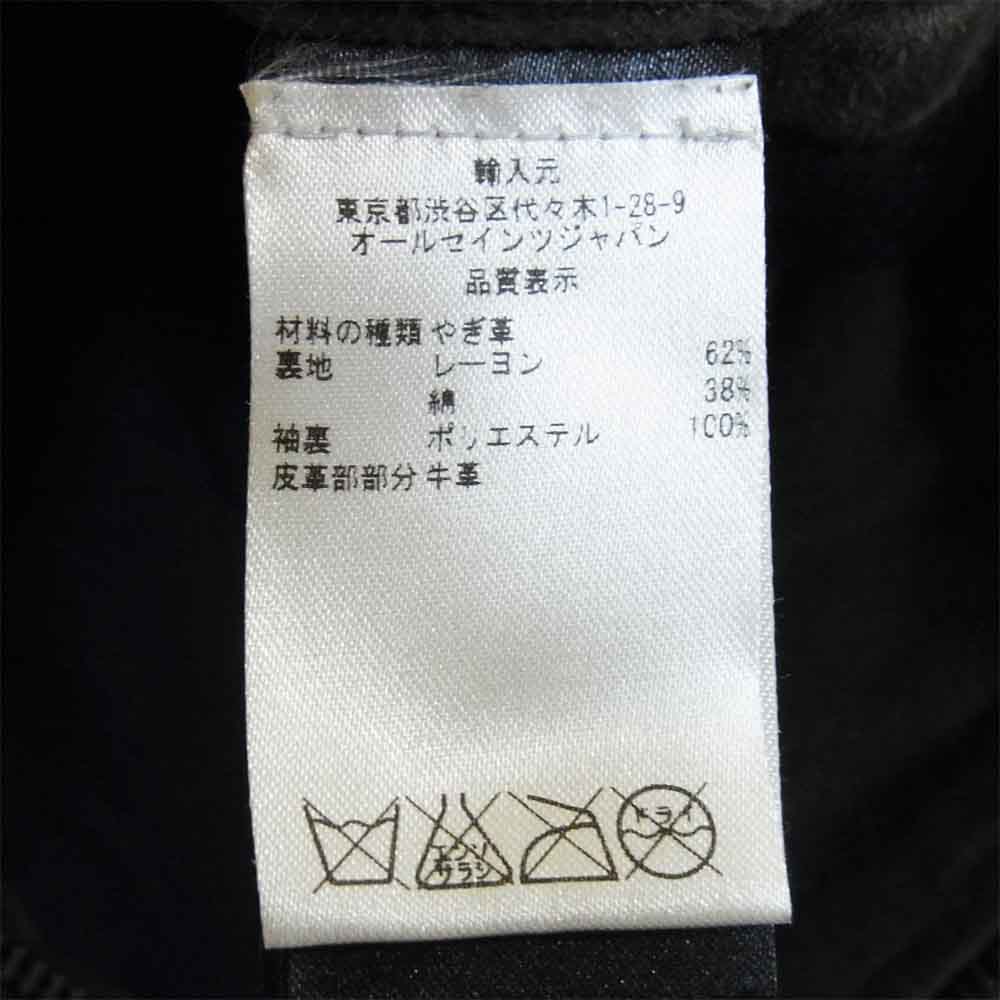 輸入元
東京都渋谷区代々木1-28-9
オールセインツジャパン
品質表示
材料の種類 やぎ革
裏地 レーヨン 62%
綿 38%
袖裏 ポリエステル 100%
皮革部部分 牛革
エンソ サラシ ドライ